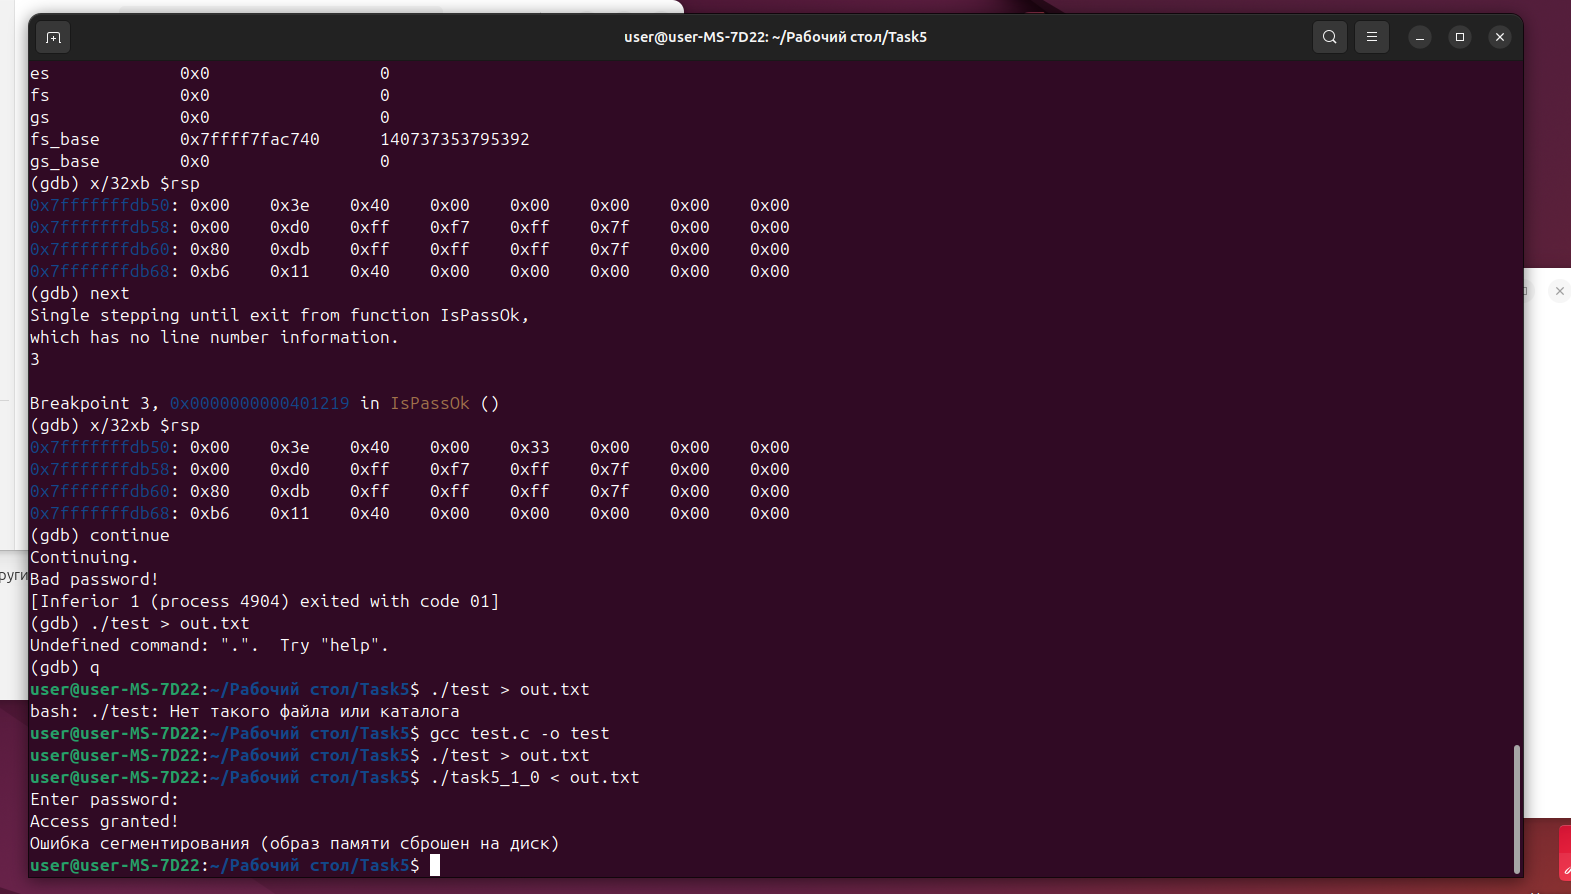 user@user-MS-7D22: ~/Рабочий стол/Task5
es 0x0 0
fs 0x0 0
gs 0x0 0
fs_base 0x7ffff7fac740 140737353795392
gs_base 0x0 0
(gdb) x/32xb $rsp
0x7fffffffdb50: 0x00 0x3e 0x40 0x00 0x00 0x00 0x00 0x00
0x7fffffffdb58: 0x00 0xd0 0xff 0xf7 0xff 0x7f 0x00 0x00
0x7fffffffdb60: 0x80 0xdb 0xff 0xff 0xff 0x7f 0x00 0x00
0x7fffffffdb68: 0xb6 0x11 0x40 0x00 0x00 0x00 0x00 0x00
(gdb) next
Single stepping until exit from function IsPassOk,
which has no line number information.
3
Breakpoint 3, 0x0000000000401219 in IsPassOk ()
(gdb) x/32xb $rsp
0x7fffffffdb50: 0x00 0x3e 0x40 0x00 0x33 0x00 0x00 0x00
0x7fffffffdb58: 0x00 0xd0 0xff 0xf7 0xff 0x7f 0x00 0x00
0x7fffffffdb60: 0x80 0xdb 0xff 0xff 0xff 0x7f 0x00 0x00
0x7fffffffdb68: 0xb6 0x11 0x40 0x00 0x00 0x00 0x00 0x00
(gdb) continue
Continuing.
Bad password!
[Inferior 1 (process 4904) exited with code 01]
(gdb) ./test > out.txt
Undefined command: ".".  Try "help".
(gdb) q
user@user-MS-7D22:~/Рабочий стол/Task5$ ./test > out.txt
bash: ./test: Нет такого файла или каталога
user@user-MS-7D22:~/Рабочий стол/Task5$ gcc test.c -o test
user@user-MS-7D22:~/Рабочий стол/Task5$ ./test > out.txt
user@user-MS-7D22:~/Рабочий стол/Task5$ ./task5_1_0 < out.txt
Enter password:
Access granted!
Ошибка сегментирования (образ памяти сброшен на диск)
user@user-MS-7D22:~/Рабочий стол/Task5$